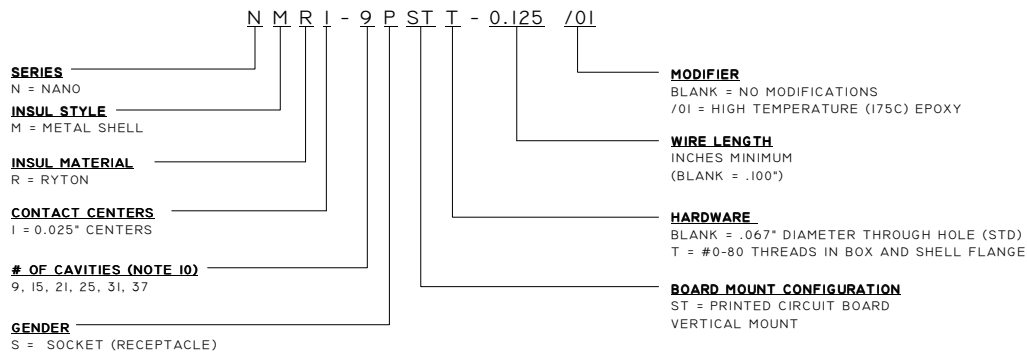 NMR1-9PSTT-0.125 /01
SERIES
N = NANO
INSUL STYLE
M = METAL SHELL
INSUL MATERIAL
R = RYTON
CONTACT CENTERS
1 = 0.025" CENTERS
# OF CAVITIES (NOTE 10)
9, 15, 21, 25, 31, 37
GENDER
S = SOCKET (RECEPTACLE)
MODIFIER
BLANK = NO MODIFICATIONS
/01 = HIGH TEMPERATURE (175C) EPOXY
WIRE LENGTH
INCHES MINIMUM
(BLANK = .100")
HARDWARE
BLANK = .067" DIAMETER THROUGH HOLE (STD)
T = #0-80 THREADS IN BOX AND SHELL FLANGE
BOARD MOUNT CONFIGURATION
ST = PRINTED CIRCUIT BOARD
VERTICAL MOUNT